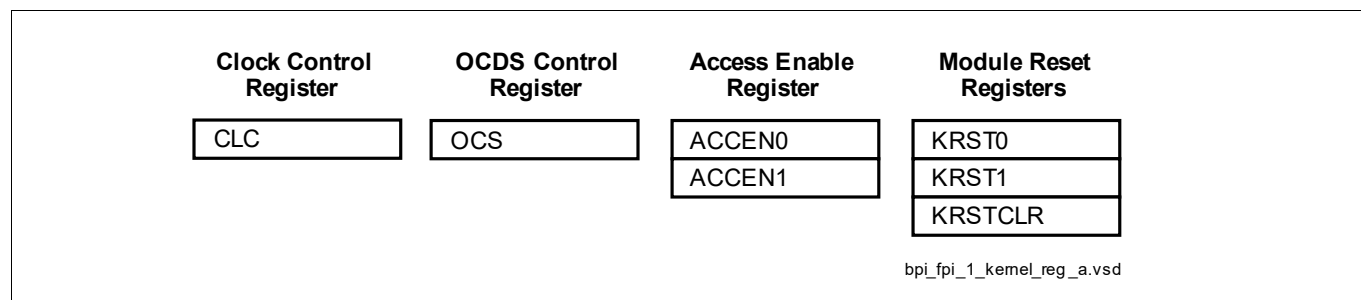 Clock Control
Register
OCDS Control
Register
Access Enable
Register
Module Reset
Registers
CLC
OCS
ACCEN0
KRST0
ACCEN1
KRST1
KRSTCLR
bpi_fpi_1_kernel_reg_a.vsd